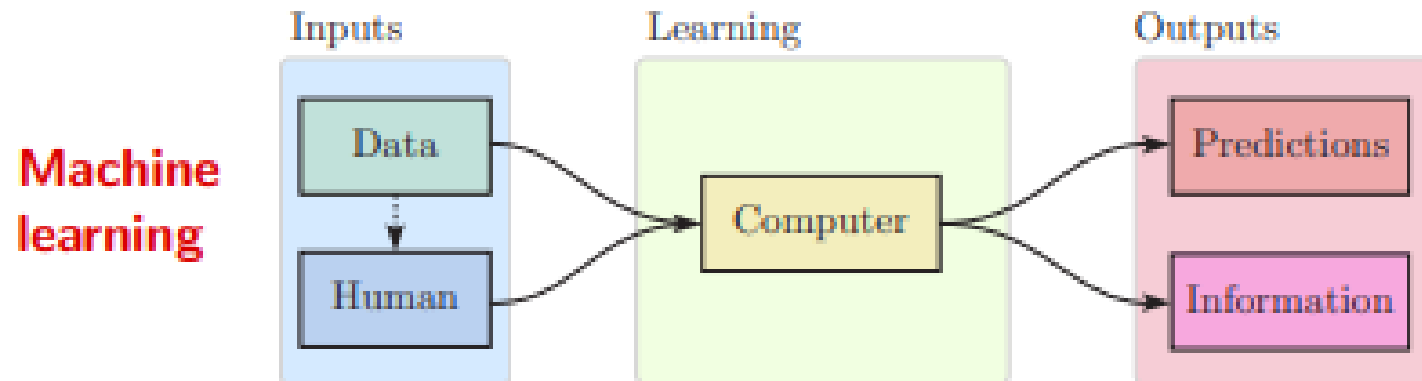 Inputs
Learning
Outputs
Machine
learning
Data
Human
Computer
Predictions
Information